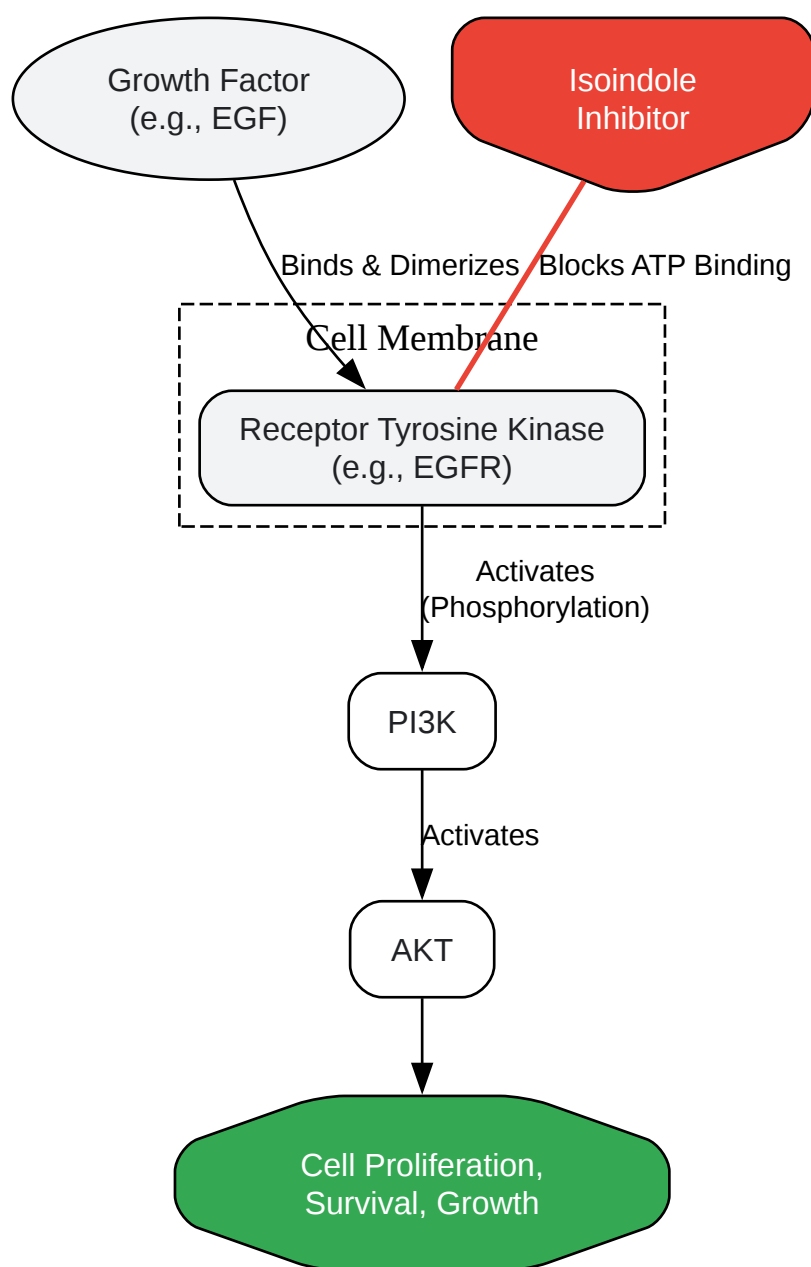 Growth Factor
(e.g., EGF)
Isoindole
Inhibitor
Binds & Dimerizes
Blocks ATP Binding
Cell Membrane
Receptor Tyrosine Kinase
(e.g., EGFR)
Activates
(Phosphorylation)
PI3K
Activates
AKT
Cell Proliferation,
Survival, Growth